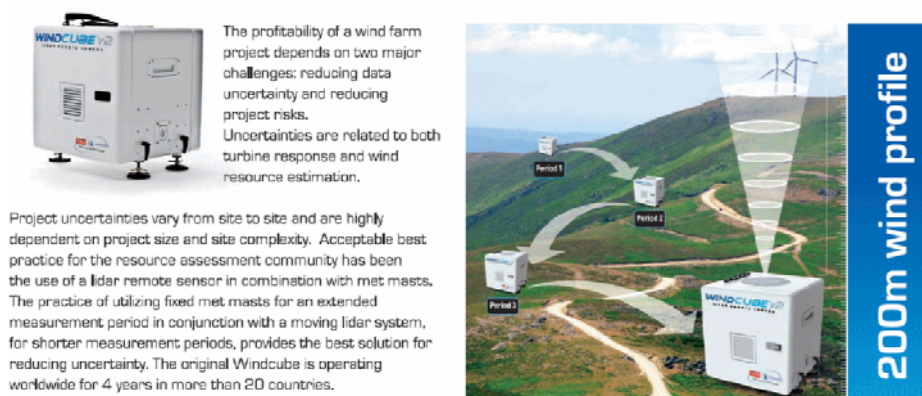 WINDCUBE v2
LIDAR REMOTE SENSOR
The profitability of a wind farm
project depends on two major
challenges: reducing data
uncertainty and reducing
project risks.
Uncertainties are related to both
turbine response and wind
resource estimation.
Project uncertainties vary from site to site and are highly
dependent on project size and site complexity. Acceptable best
practice for the resource assessment community has been
the use of a lidar remote sensor in combination with met masts.
The practice of utilizing fixed met masts for an extended
measurement period in conjunction with a moving lidar system,
for shorter measurement periods, provides the best solution for
reducing uncertainty. The original Windcube is operating
worldwide for 4 years in more than 20 countries.
Period 1
Period 2
Period 3
WINDCUBE v2
LIDAR REMOTE SENSOR
200m wind profile